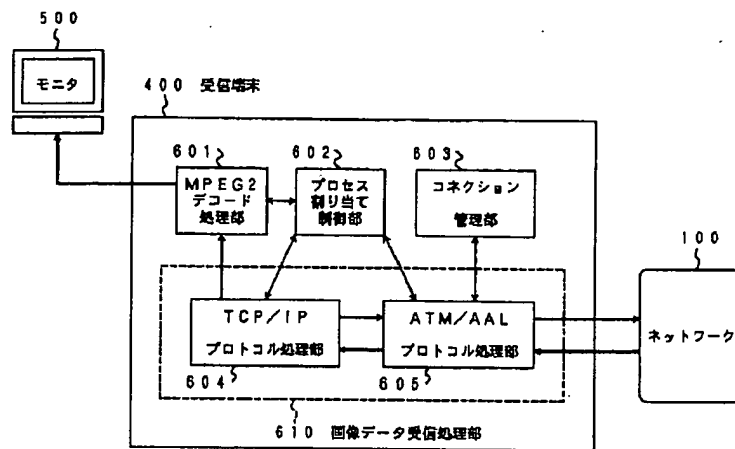 500
モニタ
400 受信端末
601
MPEG2
デコード
処理部
602
プロセス
割り当て
制御部
603
コネクション
管理部
100
ネットワーク
TCP/IP
プロトコル処理部
604
ATM/AAL
プロトコル処理部
605
610 画像データ受信処理部